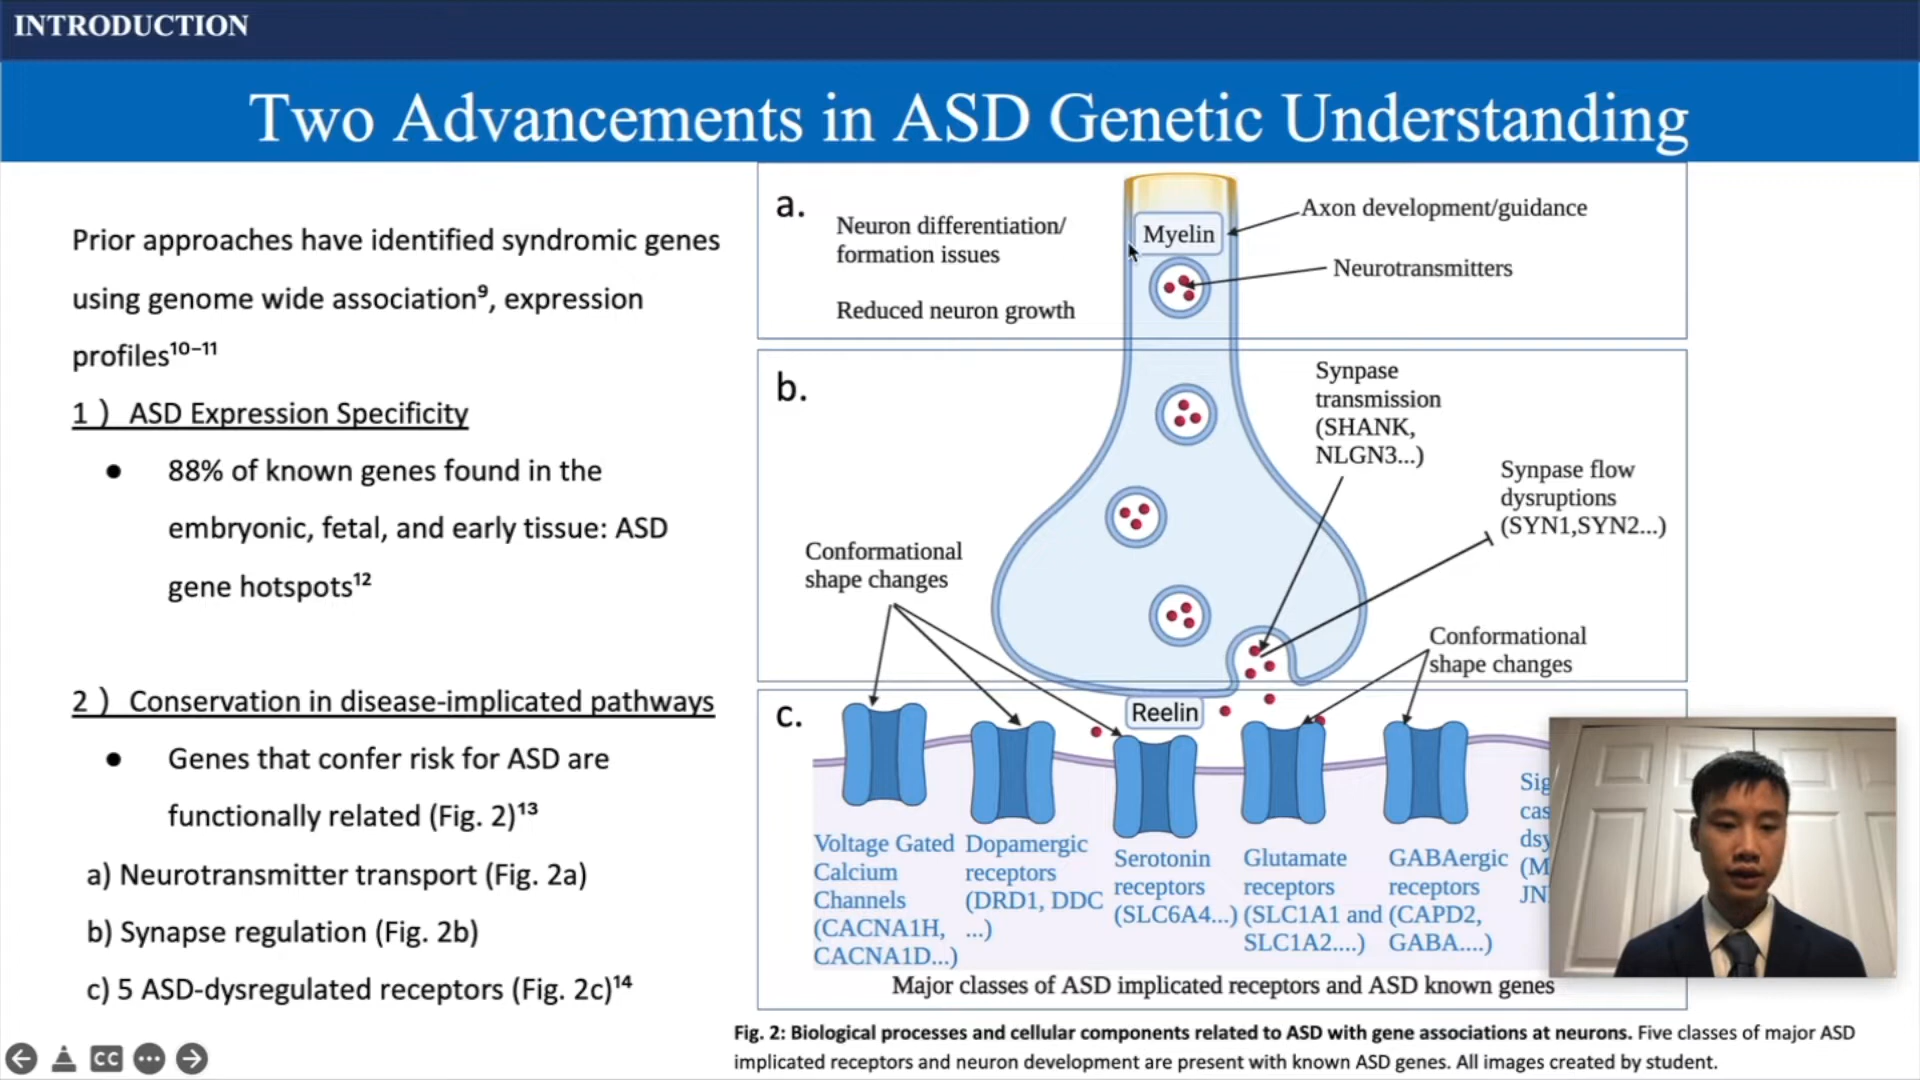 INTRODUCTION
Two Advancements in ASD Genetic Understanding
Prior approaches have identified syndromic genes
using genome wide association⁹, expression
profiles¹⁰⁻¹¹
1 ) ASD Expression Specificity
● 88% of known genes found in the
embryonic, fetal, and early tissue: ASD
gene hotspots¹²
2 ) Conservation in disease-implicated pathways
● Genes that confer risk for ASD are
functionally related (Fig. 2)¹³
a) Neurotransmitter transport (Fig. 2a)
b) Synapse regulation (Fig. 2b)
c) 5 ASD-dysregulated receptors (Fig. 2c)¹⁴
a.
Neuron differentiation/
formation issues
Reduced neuron growth
Myelin
Axon development/guidance
Neurotransmitters
b.
Synpase
transmission
(SHANK,
NLGN3...)
Synpase flow
dysruptions
(SYN1,SYN2...)
Conformational
shape changes
Conformational
shape changes
c.
Reelin
Voltage Gated
Calcium
Channels
(CACNA1H,
CACNA1D...)
Dopamergic
receptors
(DRD1, DDC
...)
Serotonin
receptors
(SLC6A4...)
Glutamate
receptors
(SLC1A1 and
SLC1A2....)
GABAergic
receptors
(CAPD2,
GABA....)
Major classes of ASD implicated receptors and ASD known genes
Fig. 2: Biological processes and cellular components related to ASD with gene associations at neurons. Five classes of major ASD
implicated receptors and neuron development are present with known ASD genes. All images created by student.
CC